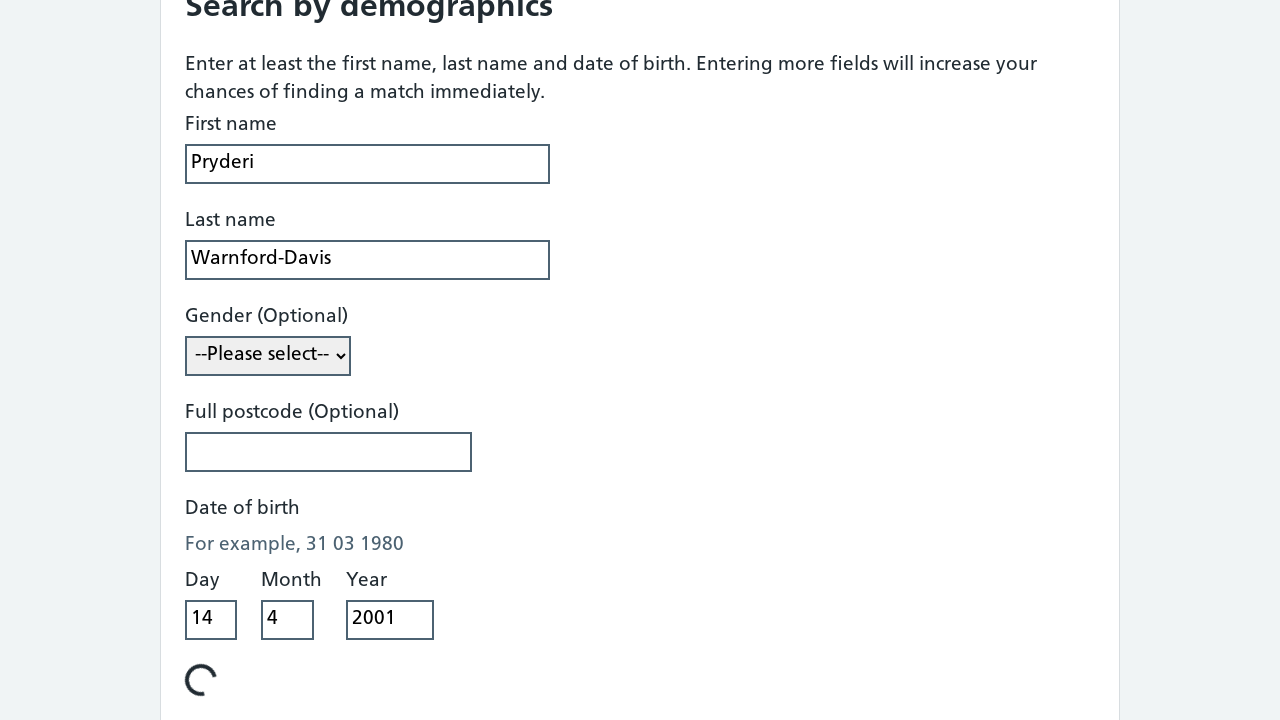 Search by demographics
Enter at least the first name, last name and date of birth. Entering more fields will increase your
chances of finding a match immediately.
First name
Pryderi
Last name
Warnford-Davis
Gender (Optional)
--Please select--
Full postcode (Optional)
Date of birth
For example, 31 03 1980
Day Month Year
14 4 2001